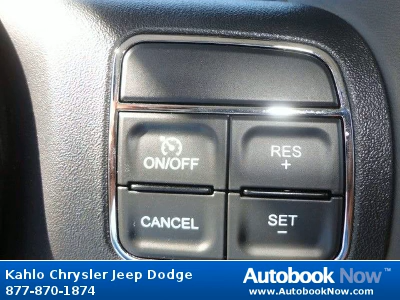 ON/OFF
RES
+
CANCEL
SET
−
Kahlo Chrysler Jeep Dodge
877-870-1874
Autobook Now™
www.AutobookNow.com